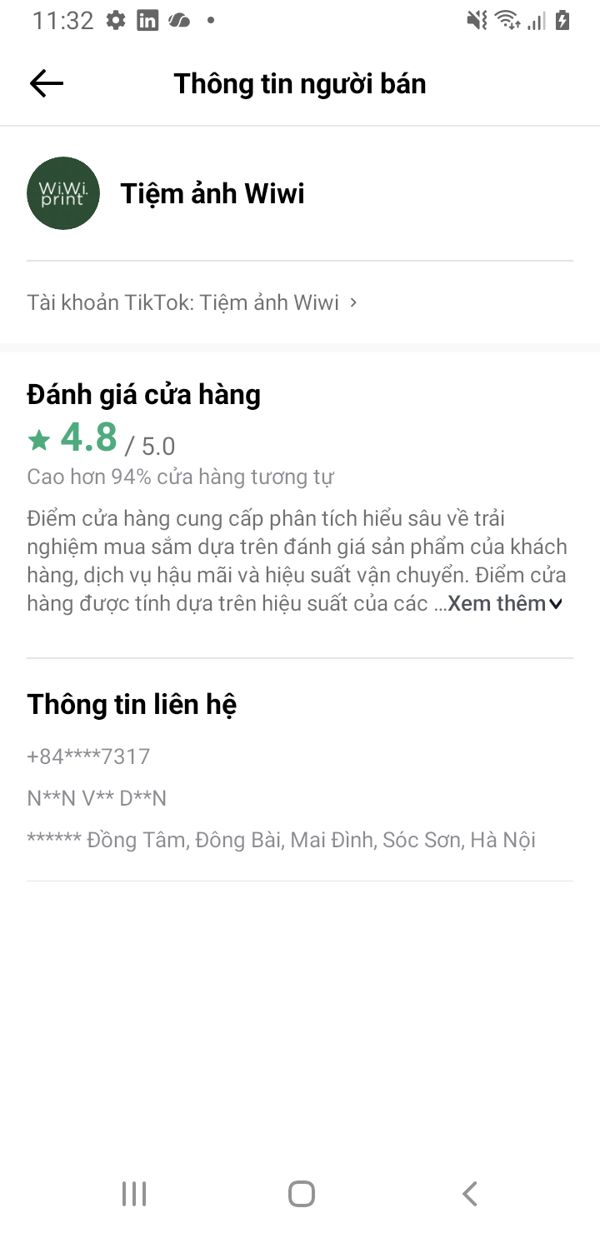 11:32
Thông tin người bán
Wi.Wi.
print
Tiệm ảnh Wiwi
Tài khoản TikTok: Tiệm ảnh Wiwi >
Đánh giá cửa hàng
★ 4.8 / 5.0
Cao hơn 94% cửa hàng tương tự
Điểm cửa hàng cung cấp phân tích hiểu sâu về trải
nghiệm mua sắm dựa trên đánh giá sản phẩm của khách
hàng, dịch vụ hậu mãi và hiệu suất vận chuyển. Điểm cửa
hàng được tính dựa trên hiệu suất của các ...Xem thêm
Thông tin liên hệ
+84****7317
N**N V** D**N
****** Đồng Tâm, Đông Bài, Mai Đình, Sóc Sơn, Hà Nội